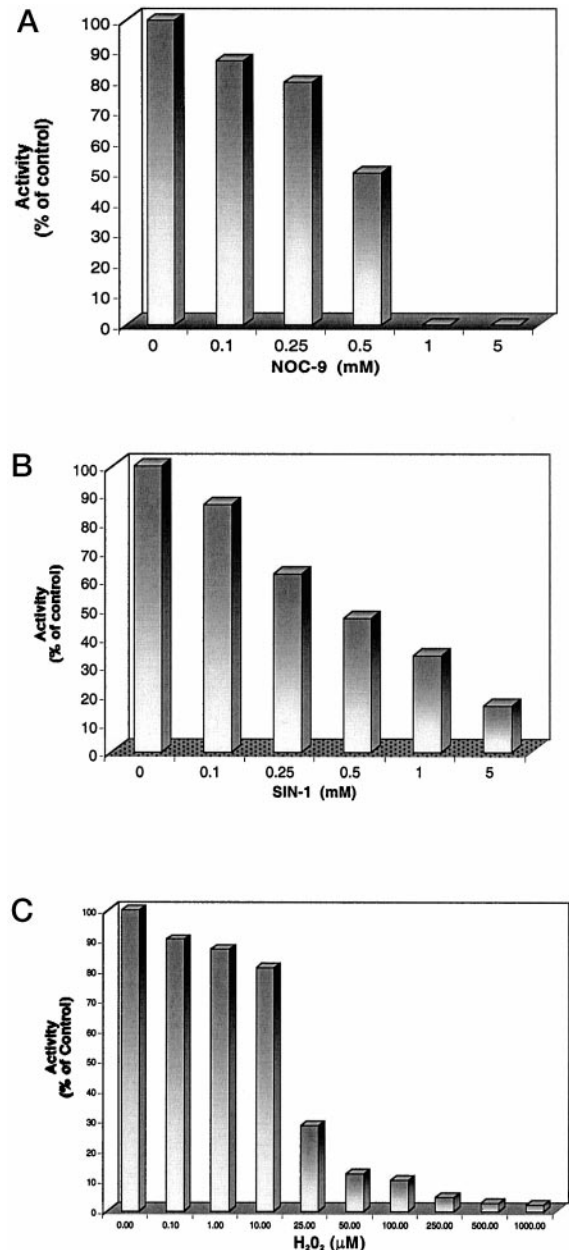 A
100
90
80
70
60
50
40
30
20
10
0
Activity
(% of control)
0 0.1 0.25 0.5 1 5
NOC-9 (mM)
B
100
90
80
70
60
50
40
30
20
10
0
Activity
(% of control)
0 0.1 0.25 0.5 1 5
SIN-1 (mM)
C
100
90
80
70
60
50
40
30
20
10
0
Activity
(% of Control)
0.00 0.10 1.00 10.00 25.00 50.00 100.00 250.00 500.00 1000.00
H₂O₂ (μM)